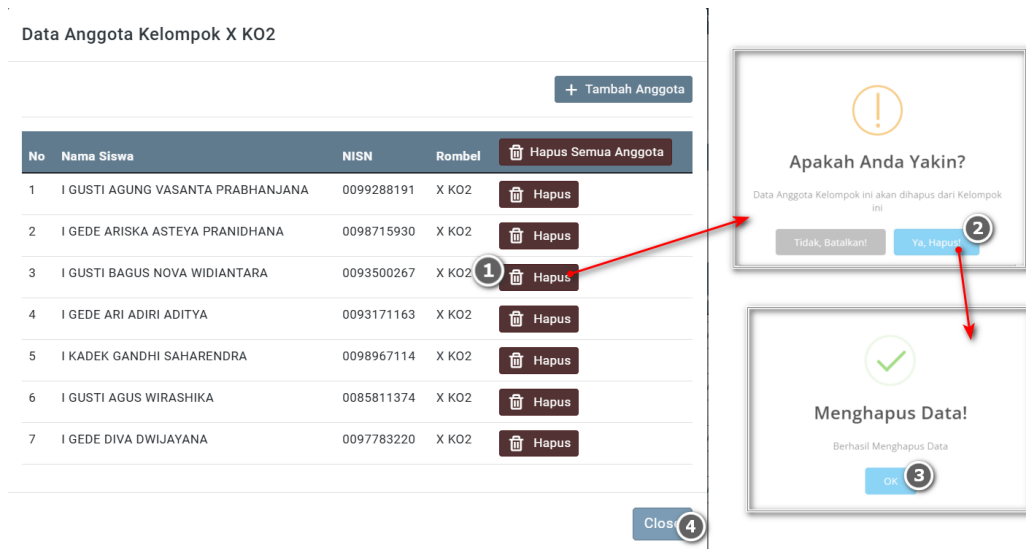 Data Anggota Kelompok X KO2
+ Tambah Anggota
No Nama Siswa NISN Rombel Hapus Semua Anggota
1 I GUSTI AGUNG VASANTA PRABHANJANA 0099288191 X KO2 Hapus
2 I GEDE ARISKA ASTEYA PRANIDHANA 0098715930 X KO2 Hapus
3 I GUSTI BAGUS NOVA WIDIANTARA 0093500267 X KO2 1 Hapus
4 I GEDE ARI ADIRI ADITYA 0093171163 X KO2 Hapus
5 I KADEK GANDHI SAHARENDRA 0098967114 X KO2 Hapus
6 I GUSTI AGUS WIRASHIKA 0085811374 X KO2 Hapus
7 I GEDE DIVA DWIJAYANA 0097783220 X KO2 Hapus
Close 4
Apakah Anda Yakin?
Data Anggota Kelompok ini akan dihapus dari Kelompok
ini
Tidak, Batalkan! Ya, Hapus! 2
Menghapus Data!
Berhasil Menghapus Data
OK 3